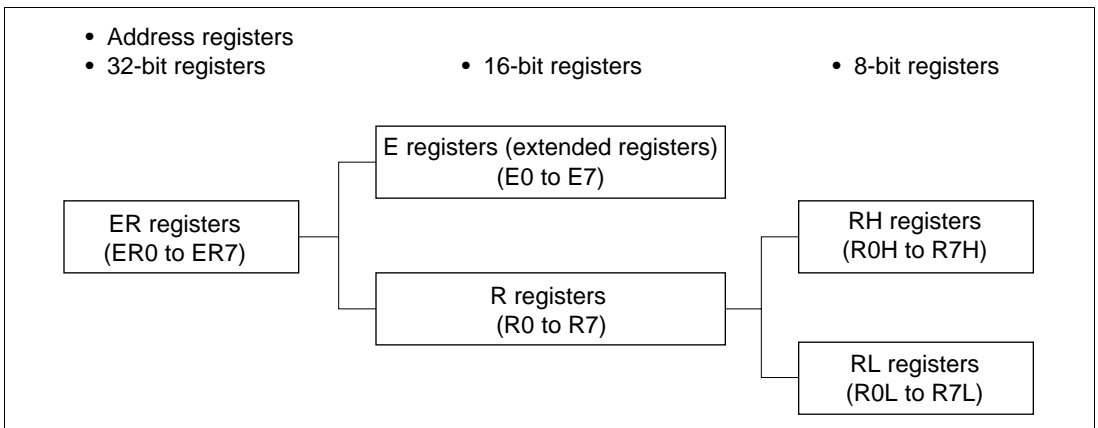 • Address registers
• 32-bit registers
• 16-bit registers
• 8-bit registers
E registers (extended registers)
(E0 to E7)
ER registers
(ER0 to ER7)
RH registers
(R0H to R7H)
R registers
(R0 to R7)
RL registers
(R0L to R7L)